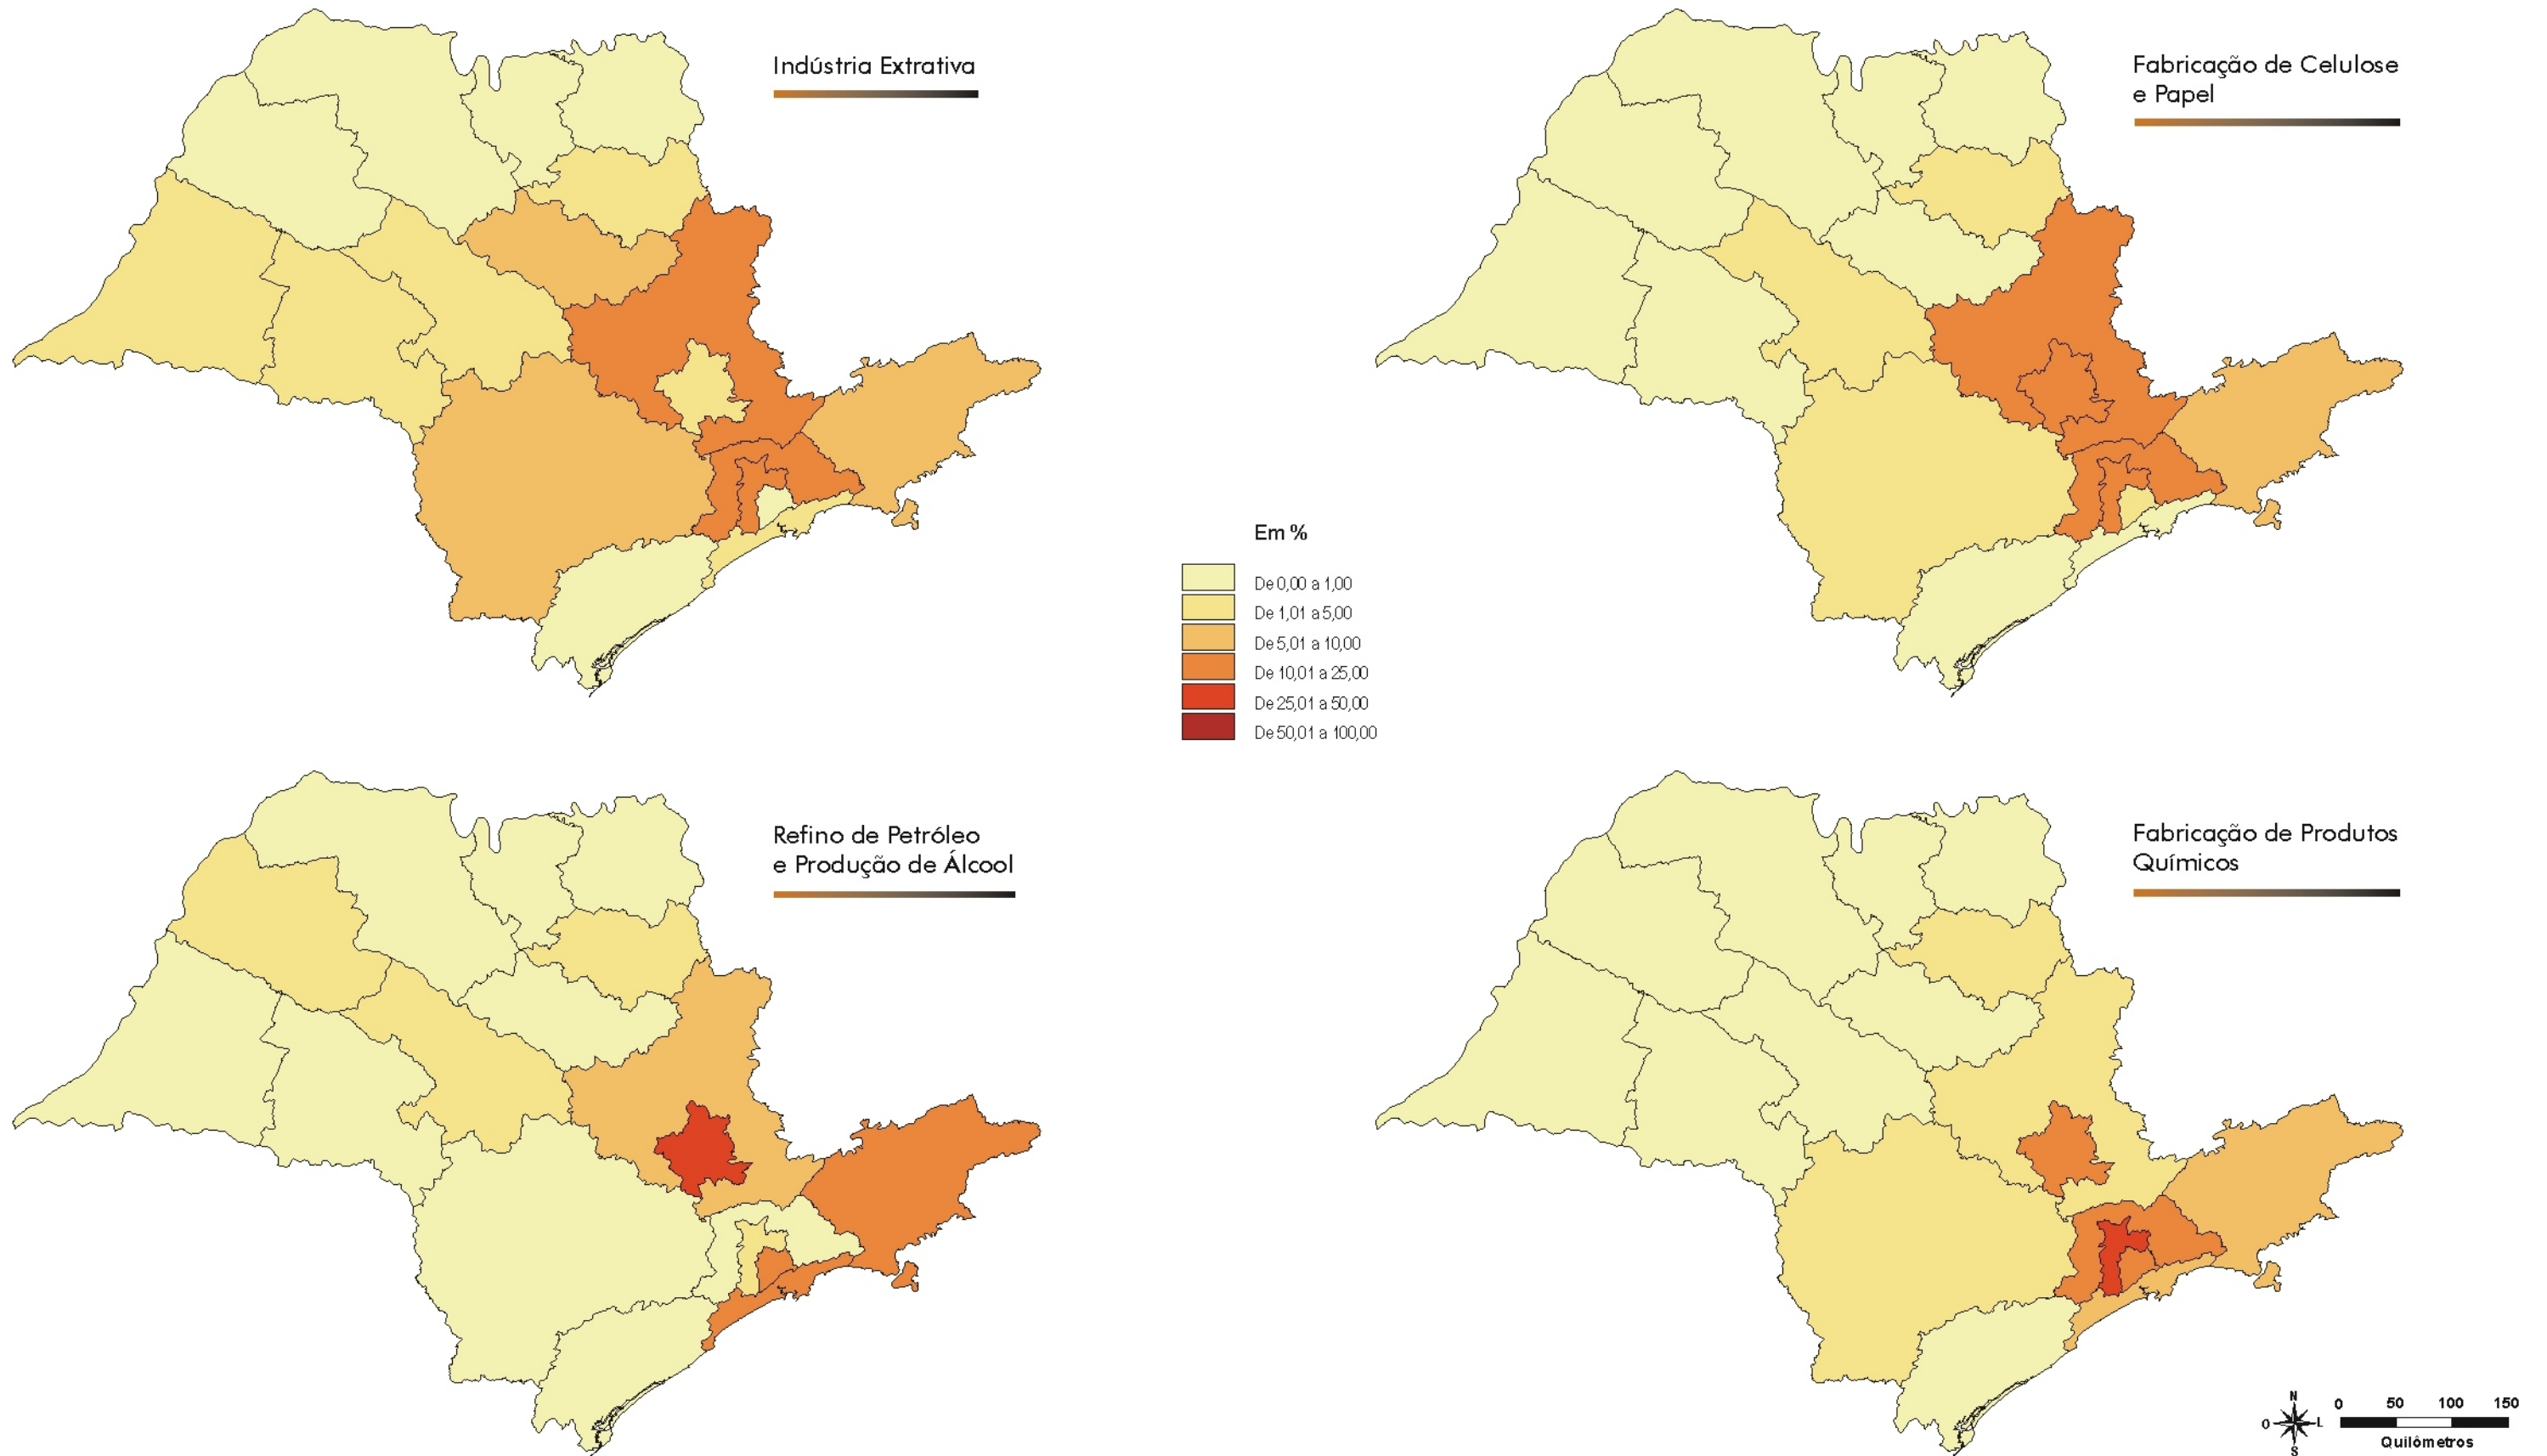 Indústria Extrativa
Fabricação de Celulose
e Papel
Em %
De 0,00 a 1,00
De 1,01 a 5,00
De 5,01 a 10,00
De 10,01 a 25,00
De 25,01 a 50,00
De 50,01 a 100,00
Refino de Petróleo
e Produção de Álcool
Fabricação de Produtos
Químicos
N
O
L
S
0 50 100 150
Quilômetros